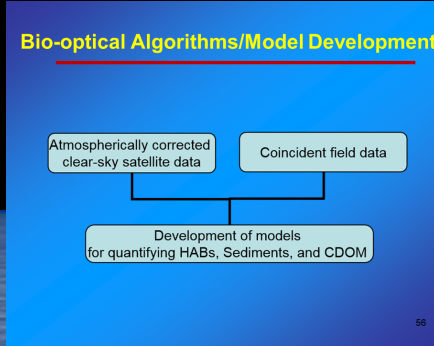 Bio-optical Algorithms/Model Development
Atmospherically corrected
clear-sky satellite data
Coincident field data
Development of models
for quantifying HABs, Sediments, and CDOM
56